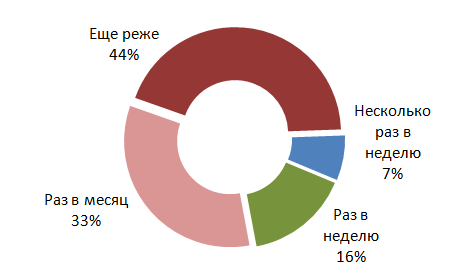 Еще реже
44%
Несколько
раз в
неделю
7%
Раз в месяц
33%
Раз в
неделю
16%